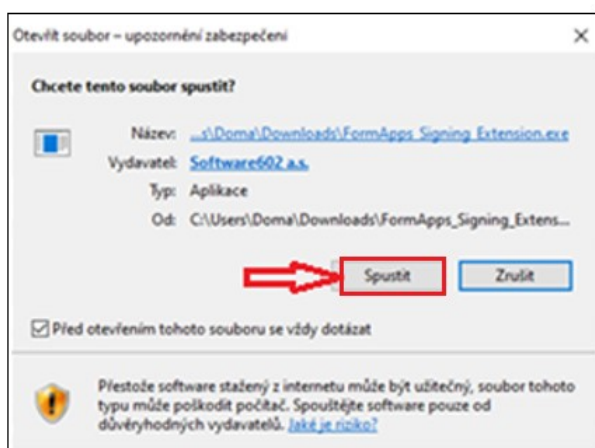 Otevřít soubor – upozornění zabezpečení
Chcete tento soubor spustit?
Název: ...s\Doma\Downloads\FormApps_Signing_Extension.exe
Vydavatel: Software602 a.s.
Typ: Aplikace
Od: C:\Users\Doma\Downloads\FormApps_Signing_Extens...
Spustit Zrušit
Před otevřením tohoto souboru se vždy dotázat
Přestože software stažený z internetu může být užitečný, soubor tohoto
typu může poškodit počítač. Spouštějte software pouze od
důvěryhodných vydavatelů. Jaké je riziko?